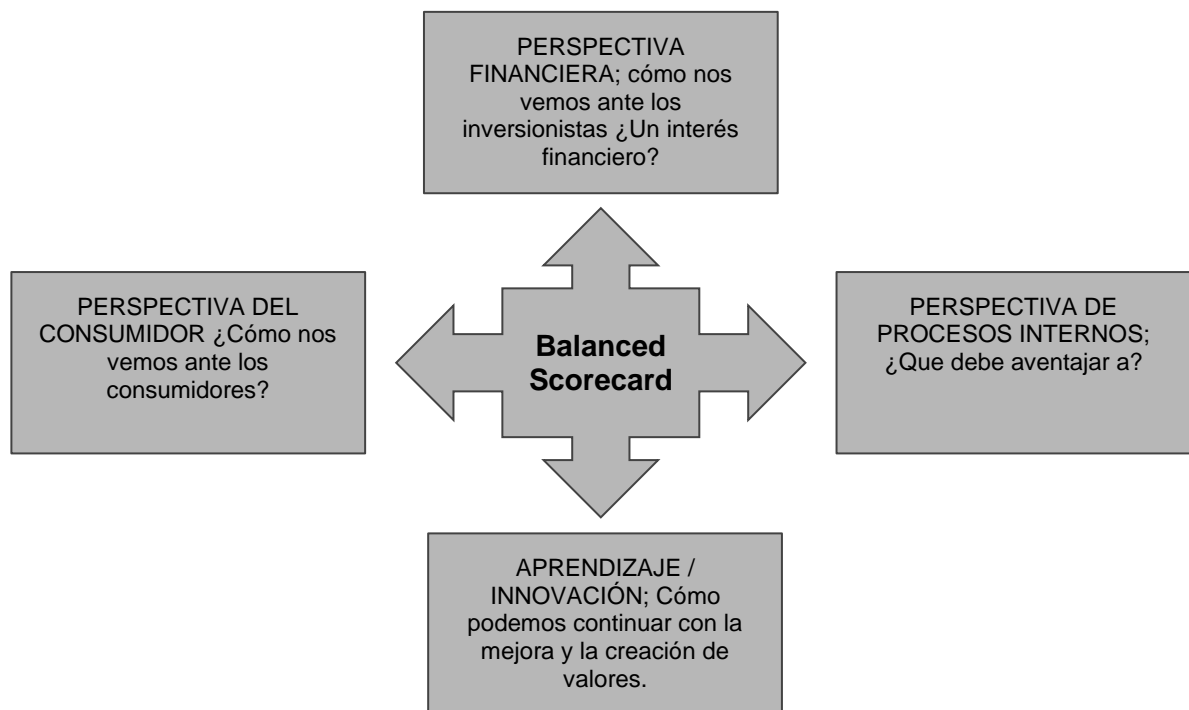 PERSPECTIVA
FINANCIERA; cómo nos
vemos ante los
inversionistas ¿Un interés
financiero?
PERSPECTIVA DEL
CONSUMIDOR ¿Cómo nos
vemos ante los
consumidores?
Balanced
Scorecard
PERSPECTIVA DE
PROCESOS INTERNOS;
¿Que debe aventajar a?
APRENDIZAJE /
INNOVACIÓN; Cómo
podemos continuar con la
mejora y la creación de
valores.